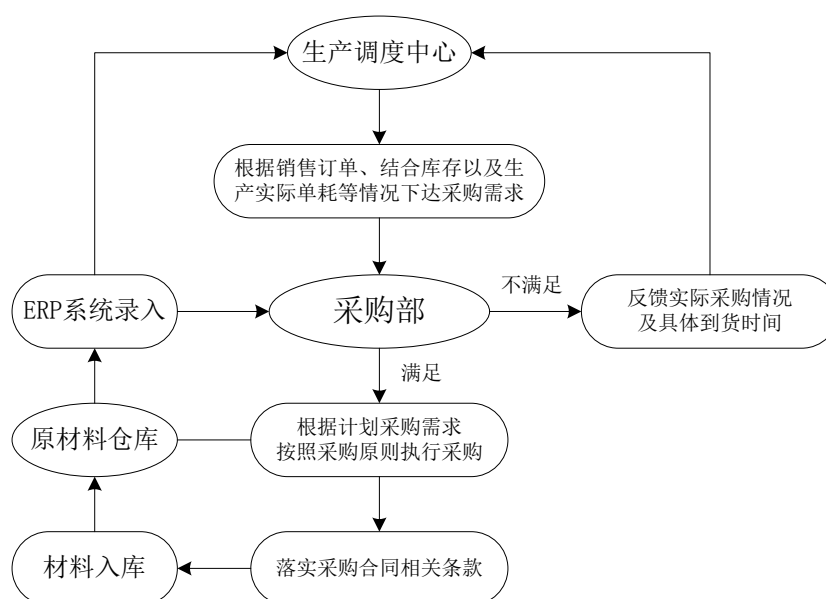 生产调度中心
根据销售订单、结合库存以及生
产实际单耗等情况下达采购需求
ERP系统录入
采购部
不满足
反馈实际采购情况
及具体到货时间
满足
原材料仓库
根据计划采购需求
按照采购原则执行采购
材料入库
落实采购合同相关条款